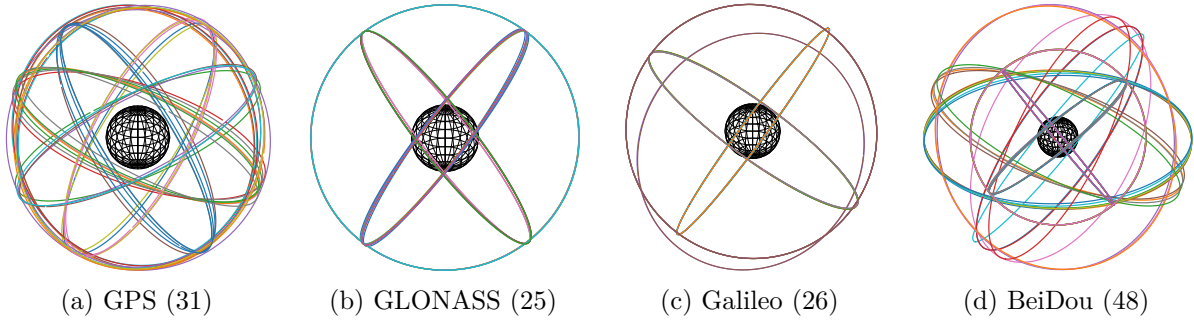 (a) GPS (31)
(b) GLONASS (25)
(c) Galileo (26)
(d) BeiDou (48)